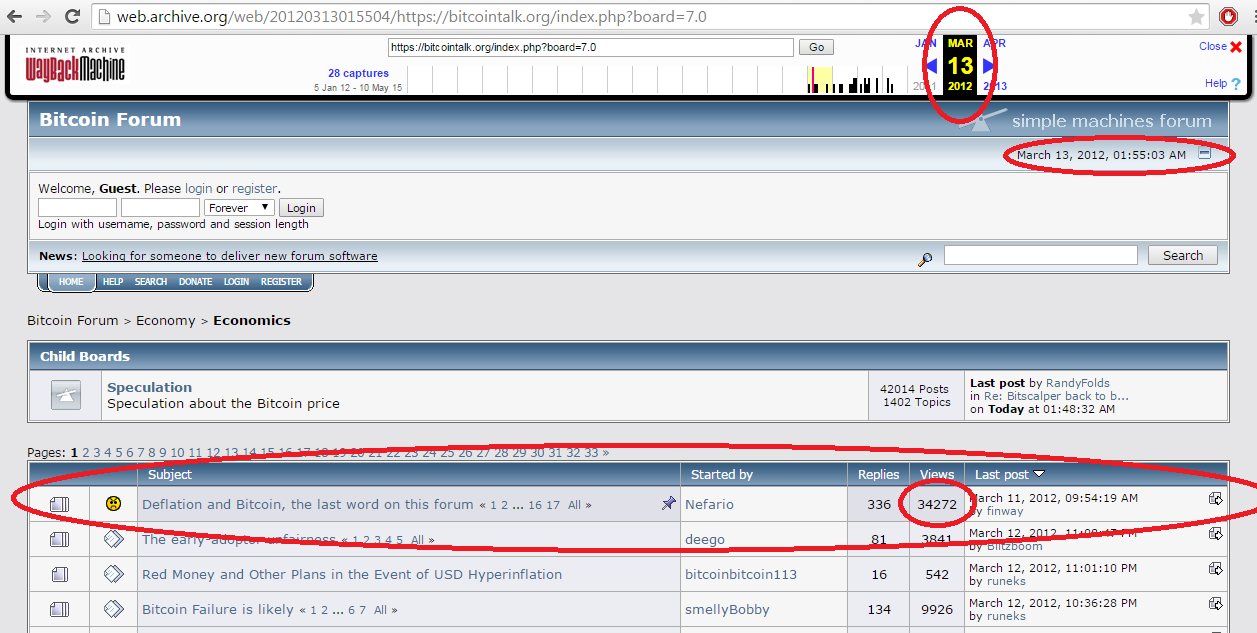 web.archive.org/web/20120313015504/https://bitcointalk.org/index.php?board=7.0
INTERNET ARCHIVE
WayBackMachine
https://bitcointalk.org/index.php?board=7.0 Go
JAN MAR APR
Close
28 captures
13
5 Jan 12 - 10 May 15
2011 2012 2013
Help ?
Bitcoin Forum
simple machines forum
March 13, 2012, 01:55:03 AM
Welcome, Guest. Please login or register.
Forever Login
Login with username, password and session length
News: Looking for someone to deliver new forum software
Search
HOME HELP SEARCH DONATE LOGIN REGISTER
Bitcoin Forum > Economy > Economics
Child Boards
Speculation
Speculation about the Bitcoin price
42014 Posts
1402 Topics
Last post by RandyFolds
in Re: Bitscalper back to b...
on Today at 01:48:32 AM
Pages: 1 2 3 4 5 6 7 8 9 10 11 12 13 14 15 16 17 18 19 20 21 22 23 24 25 26 27 28 29 30 31 32 33 »
Subject Started by Replies Views Last post
Deflation and Bitcoin, the last word on this forum « 1 2 ... 16 17 All » Nefario 336 34272 March 11, 2012, 09:54:19 AM
by finway
The early-adopter unfairness « 1 2 3 4 5 All » deego 81 3841 March 12, 2012, PM
by Blitzboom
Red Money and Other Plans in the Event of USD Hyperinflation bitcoinbitcoin113 16 542 March 12, 2012, 11:01:10 PM
by runeks
Bitcoin Failure is likely « 1 2 ... 6 7 All » smellyBobby 134 9926 March 12, 2012, 10:36:28 PM
by runeks